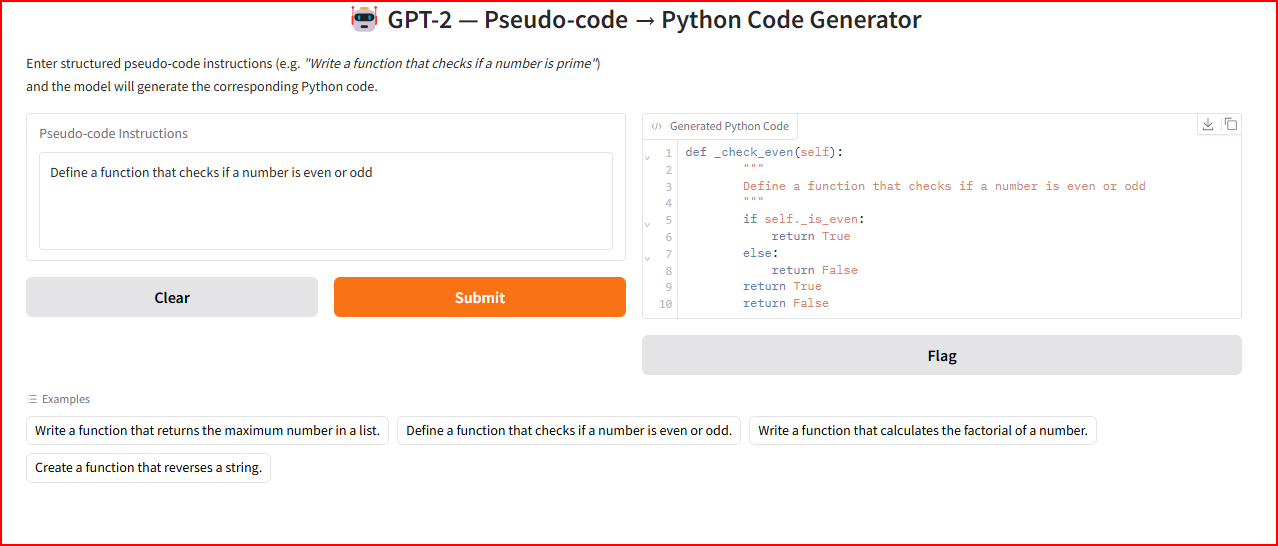 🤖 GPT-2 — Pseudo-code → Python Code Generator
Enter structured pseudo-code instructions (e.g. "Write a function that checks if a number is prime")
and the model will generate the corresponding Python code.
Pseudo-code Instructions
Define a function that checks if a number is even or odd
Clear
Submit
Generated Python Code
1 def _check_even(self):
2         """
3         Define a function that checks if a number is even or odd
4         """
5         if self._is_even:
6             return True
7         else:
8             return False
9         return True
10         return False
Flag
Examples
Write a function that returns the maximum number in a list.
Define a function that checks if a number is even or odd.
Write a function that calculates the factorial of a number.
Create a function that reverses a string.